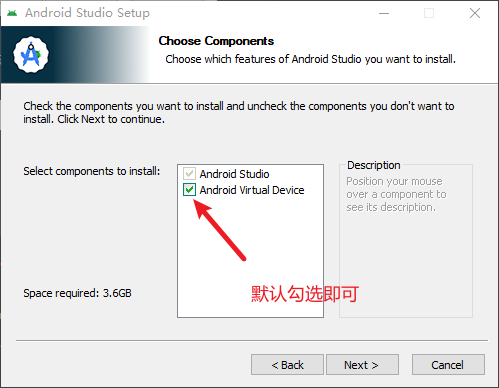 Android Studio Setup
Choose Components
Choose which features of Android Studio you want to install.
Check the components you want to install and uncheck the components you don't want to
install. Click Next to continue.
Select components to install:
Android Studio
Android Virtual Device
Description
Position your mouse
over a component to
see its description.
Space required: 3.6GB
默认勾选即可
< Back
Next >
Cancel